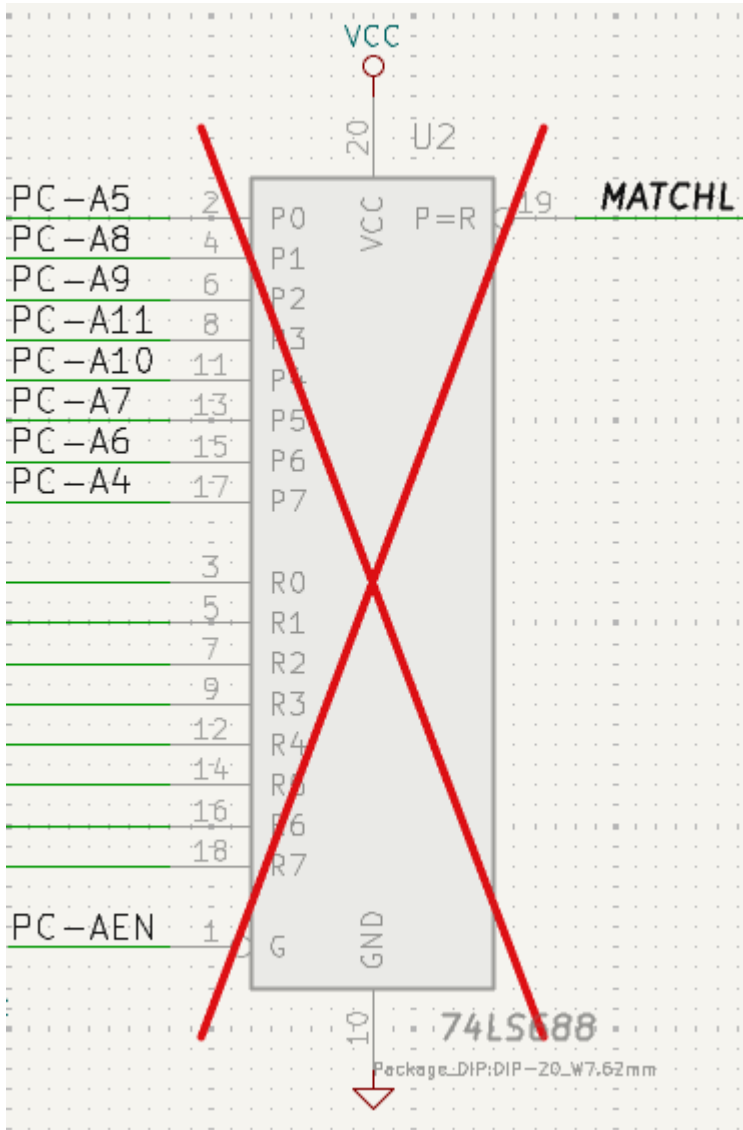 VCC
20 U2
PC-A5 2 P0 VCC P=R 19 MATCHL
PC-A8 4 P1
PC-A9 6 P2
PC-A11 8 P3
PC-A10 11 P4
PC-A7 13 P5
PC-A6 15 P6
PC-A4 17 P7
3 R0
5 R1
7 R2
9 R3
12 R4
14 R6
16 R6
18 R7
PC-AEN 1 G GND
10 74LS688
Package_DIP:DIP-20_W7.62mm